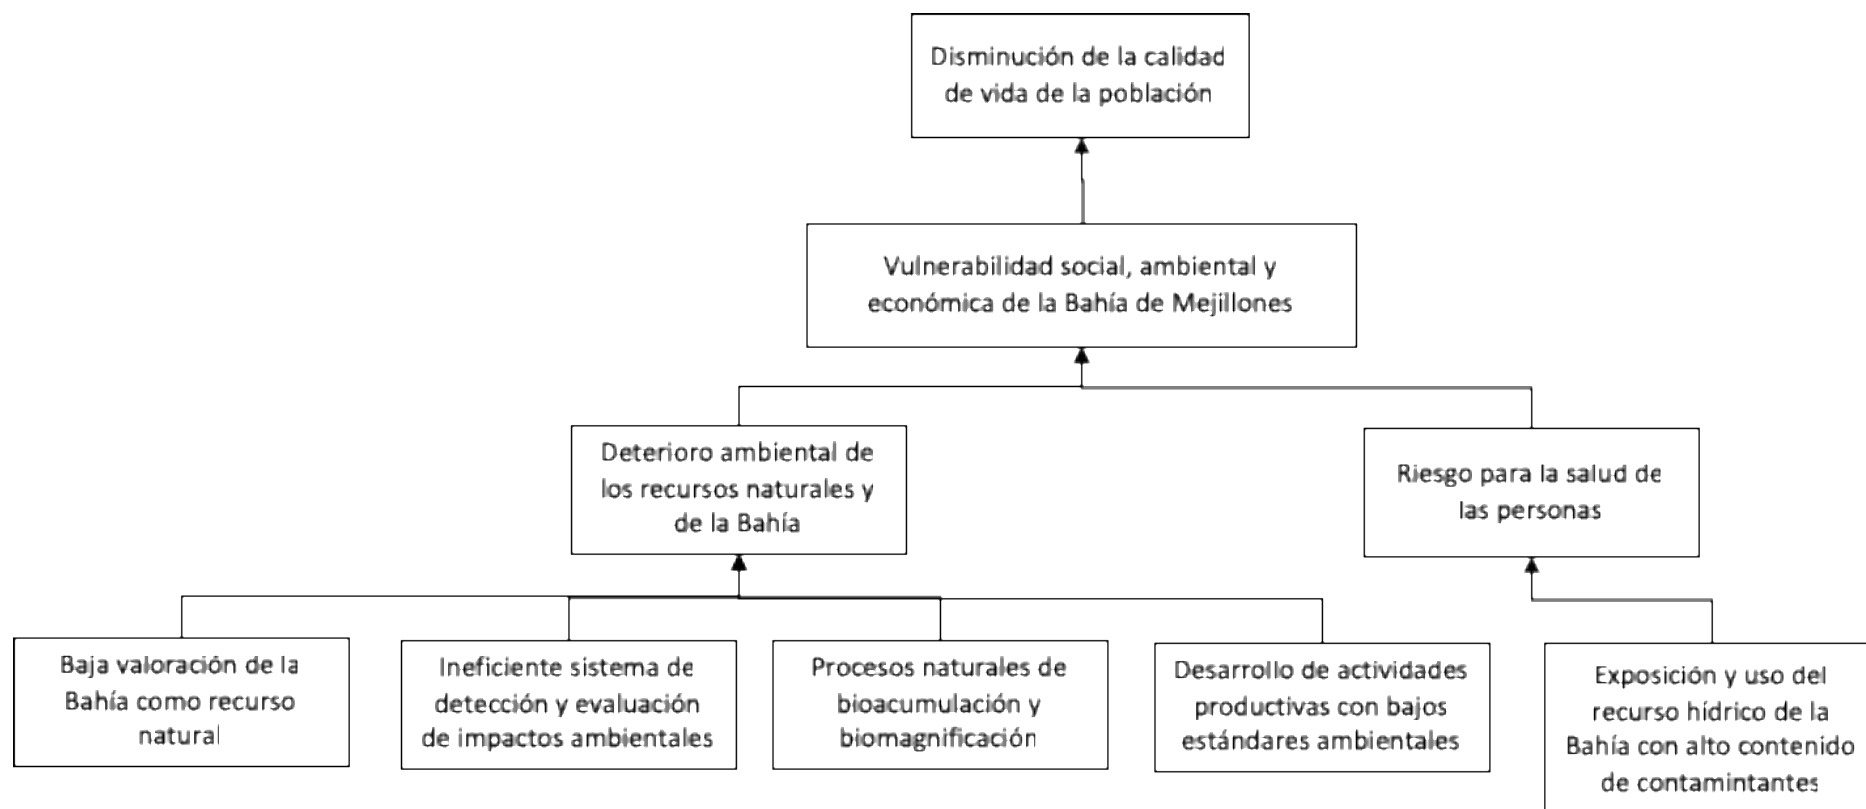 Disminución de la calidad
de vida de la población
Vulnerabilidad social, ambiental y
económica de la Bahía de Mejillones
Deterioro ambiental de
los recursos naturales y
de la Bahía
Riesgo para la salud de
las personas
Baja valoración de la
Bahía como recurso
natural
Ineficiente sistema de
detección y evaluación
de impactos ambientales
Procesos naturales de
bioacumulación y
biomagnificación
Desarrollo de actividades
productivas con bajos
estándares ambientales
Exposición y uso del
recurso hídrico de la
Bahía con alto contenido
de contamintantes